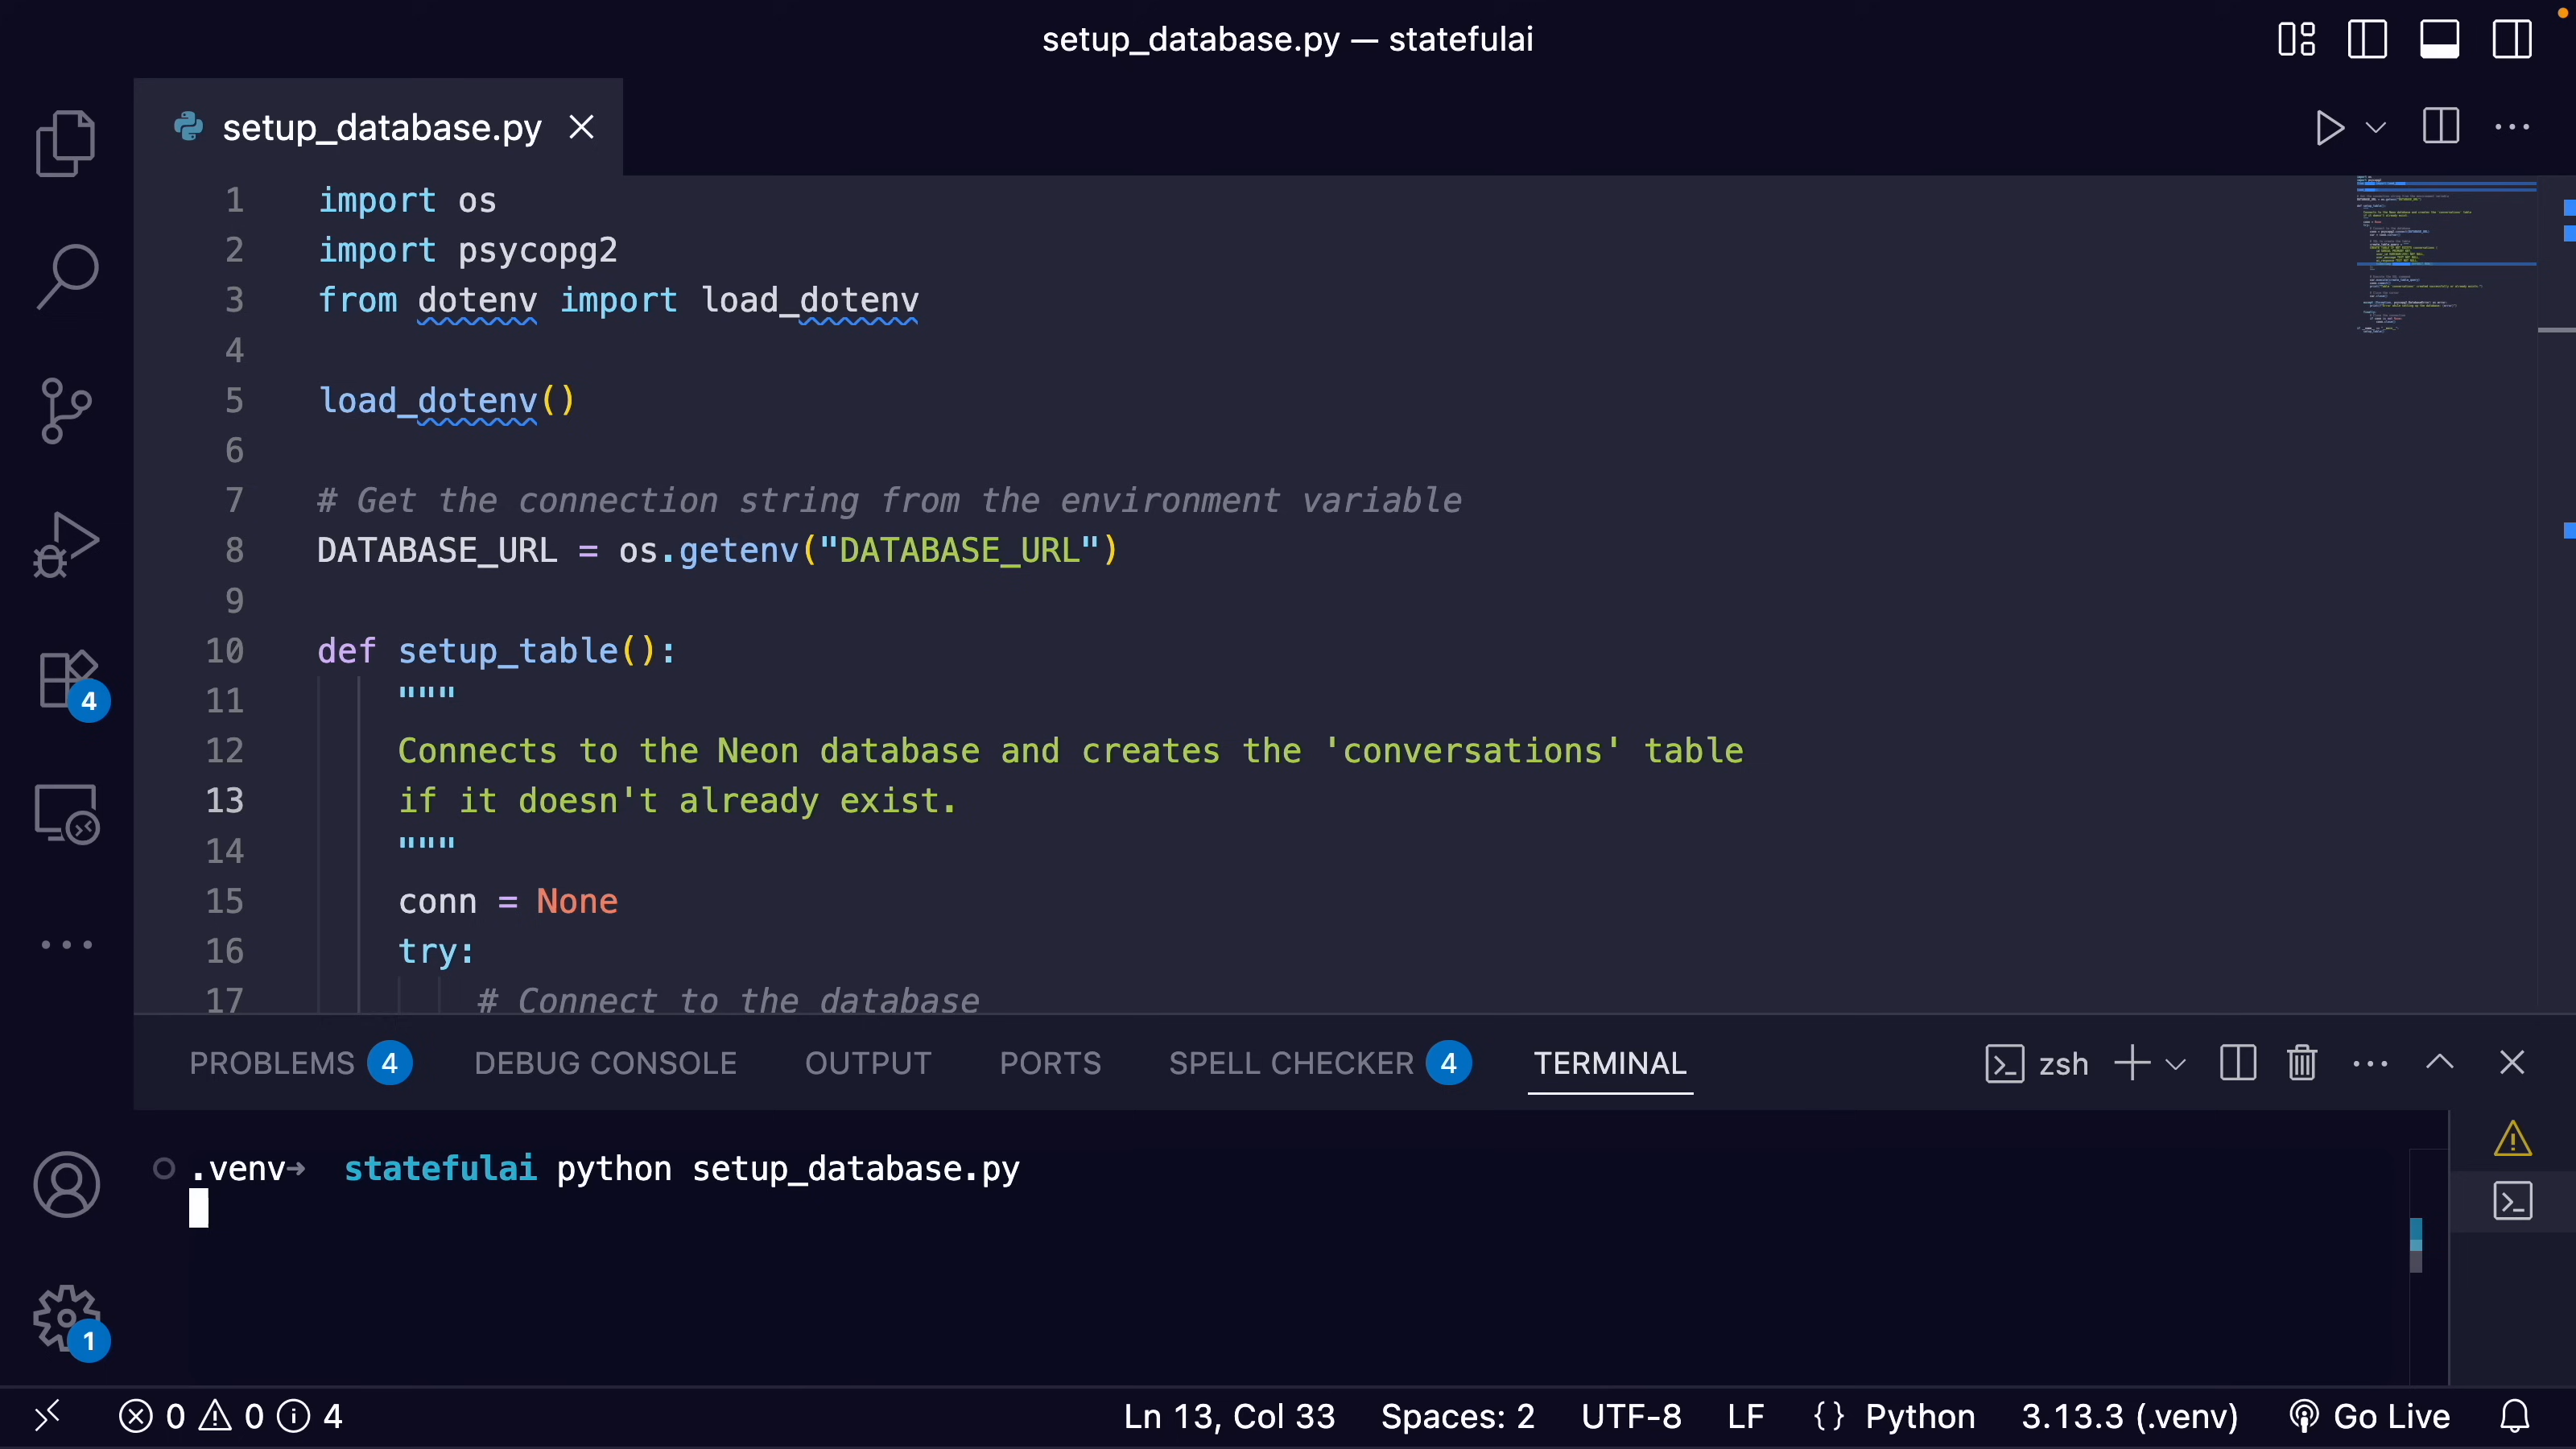 setup_database.py — statefulai
setup_database.py
1 import os
2 import psycopg2
3 from dotenv import load_dotenv
4
5 load_dotenv()
6
7 # Get the connection string from the environment variable
8 DATABASE_URL = os.getenv("DATABASE_URL")
9
10 def setup_table():
11 """
12 Connects to the Neon database and creates the 'conversations' table
13 if it doesn't already exist.
14 """
15 conn = None
16 try:
17 # Connect to the database
4
PROBLEMS 4 DEBUG CONSOLE OUTPUT PORTS SPELL CHECKER 4 TERMINAL zsh
.venv➜ statefulai python setup_database.py
1
0 0 4 Ln 13, Col 33 Spaces: 2 UTF-8 LF {} Python 3.13.3 (.venv) Go Live